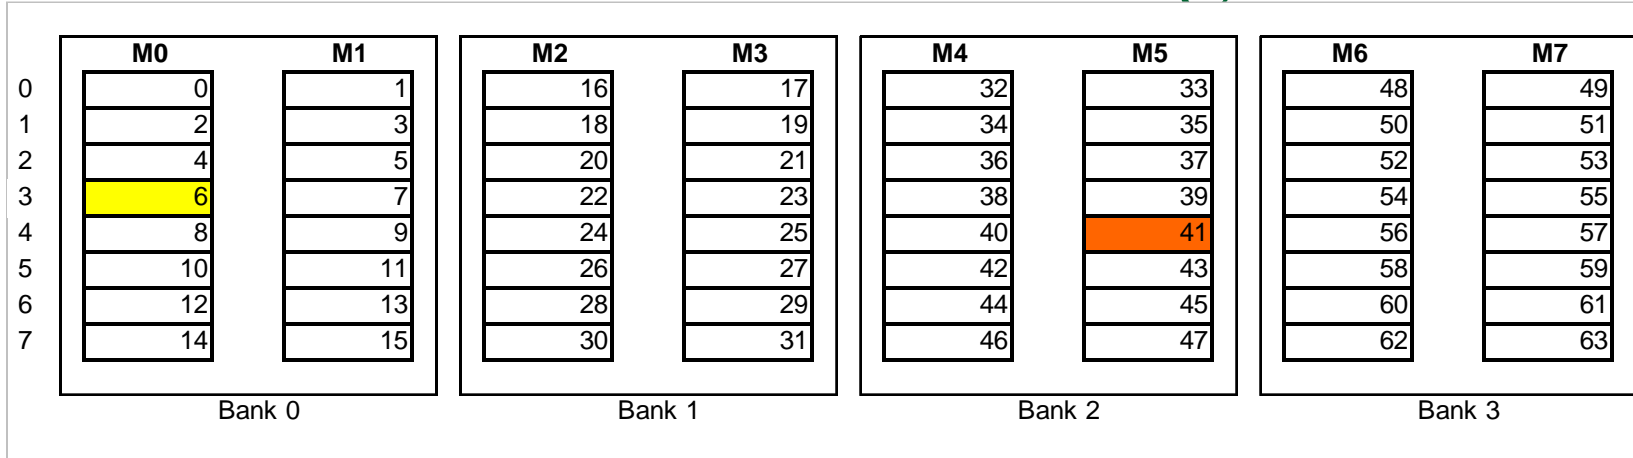 M0 M1 M2 M3 M4 M5 M6 M7
0 0 1 16 17 32 33 48 49
1 2 3 18 19 34 35 50 51
2 4 5 20 21 36 37 52 53
3 6 7 22 23 38 39 54 55
4 8 9 24 25 40 41 56 57
5 10 11 26 27 42 43 58 59
6 12 13 28 29 44 45 60 61
7 14 15 30 31 46 47 62 63
Bank 0 Bank 1 Bank 2 Bank 3